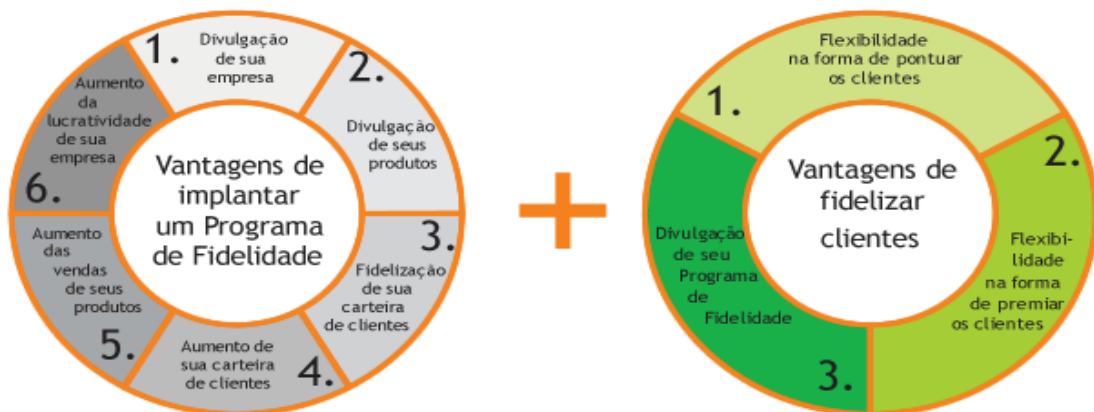 1.
Divulgação
de sua
empresa
2.
Divulgação
de seus
produtos
3.
Fidelização
de sua
carteira
de clientes
4.
Aumento de
sua carteira
de clientes
5.
Aumento
das
vendas
de seus
produtos
6.
Aumento
da
lucratividade
de sua
empresa
Vantagens de
implantar
um Programa
de Fidelidade
+
1.
Flexibilidade
na forma de pontuar
os clientes
2.
Flexibi-
lidade
na forma
de premiar
os clientes
3.
Divulgação
de seu
Programa
de
Fidelidade
Vantagens de
fidelizar
clientes